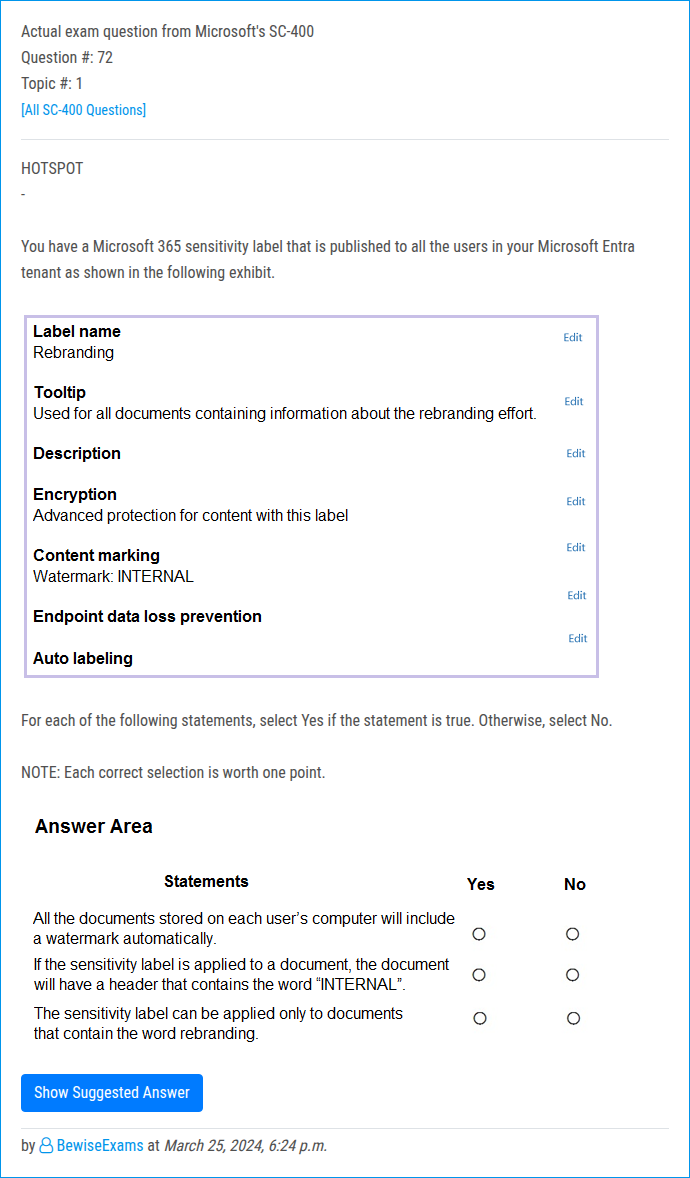 Actual exam question from Microsoft's SC-400
Question #: 72
Topic #: 1
[All SC-400 Questions]
HOTSPOT
-
You have a Microsoft 365 sensitivity label that is published to all the users in your Microsoft Entra
tenant as shown in the following exhibit.
Label name
Edit
Rebranding
Tooltip
Edit
Used for all documents containing information about the rebranding effort.
Description
Edit
Encryption
Edit
Advanced protection for content with this label
Content marking
Edit
Watermark: INTERNAL
Edit
Endpoint data loss prevention
Edit
Auto labeling
For each of the following statements, select Yes if the statement is true. Otherwise, select No.
NOTE: Each correct selection is worth one point.
Answer Area
Statements Yes No
All the documents stored on each user's computer will include
a watermark automatically.
If the sensitivity label is applied to a document, the document
will have a header that contains the word “INTERNAL”.
The sensitivity label can be applied only to documents
that contain the word rebranding.
Show Suggested Answer
by BewiseExams at March 25, 2024, 6:24 p.m.